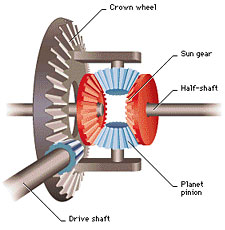 Crown wheel
Sun gear
Half-shaft
Planet
pinion
Drive shaft